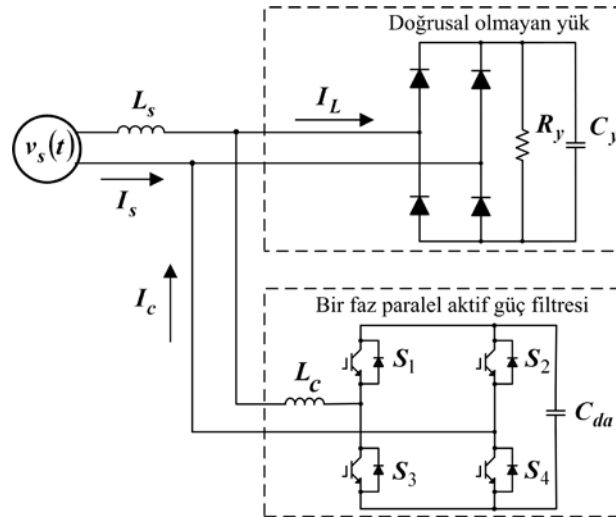 Doğrusal olmayan yük
L_s
I_L
v_s(t)
R_y
C_y
I_s
I_c
Bir faz paralel aktif güç filtresi
S_1
S_2
L_c
C_da
S_3
S_4